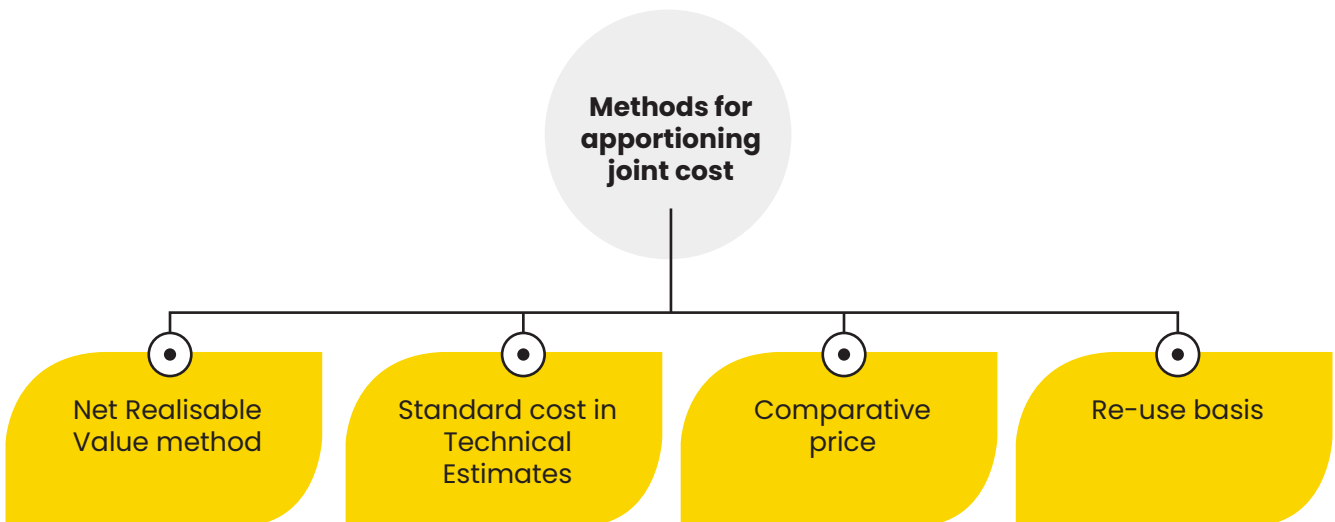 Methods for
apportioning
joint cost
Net Realisable
Value method
Standard cost in
Technical
Estimates
Comparative
price
Re-use basis